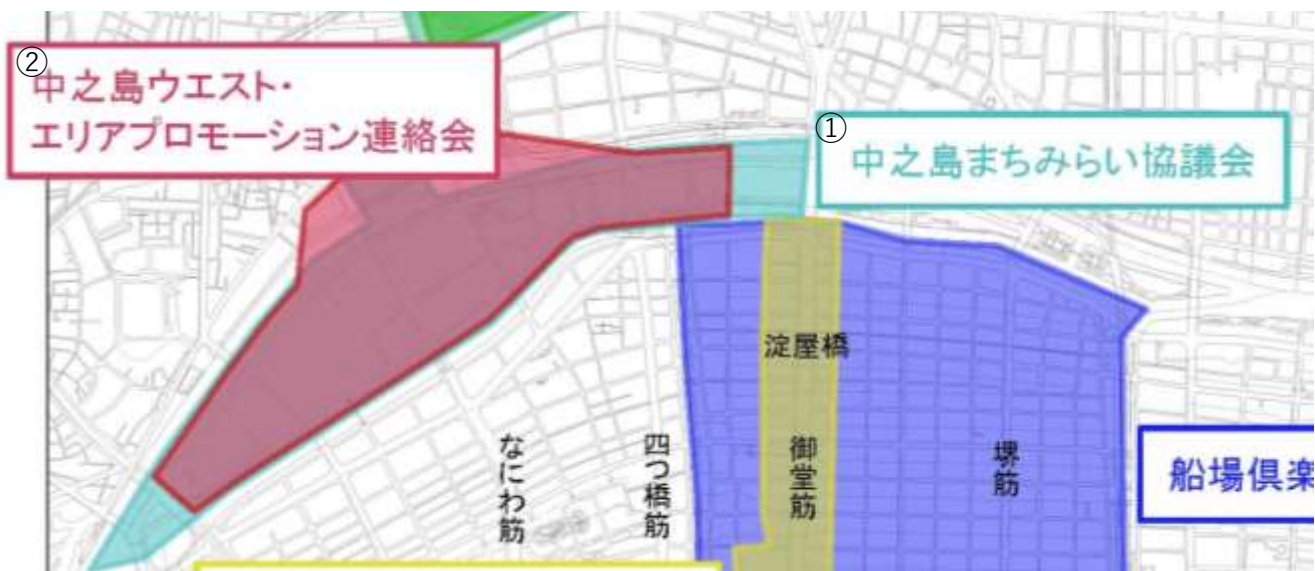 ②
中之島ウエスト・
エリアプロモーション連絡会
①
中之島まちみらい協議会
淀屋橋
なにわ筋
四つ橋筋
御堂筋
堺筋
船場倶楽